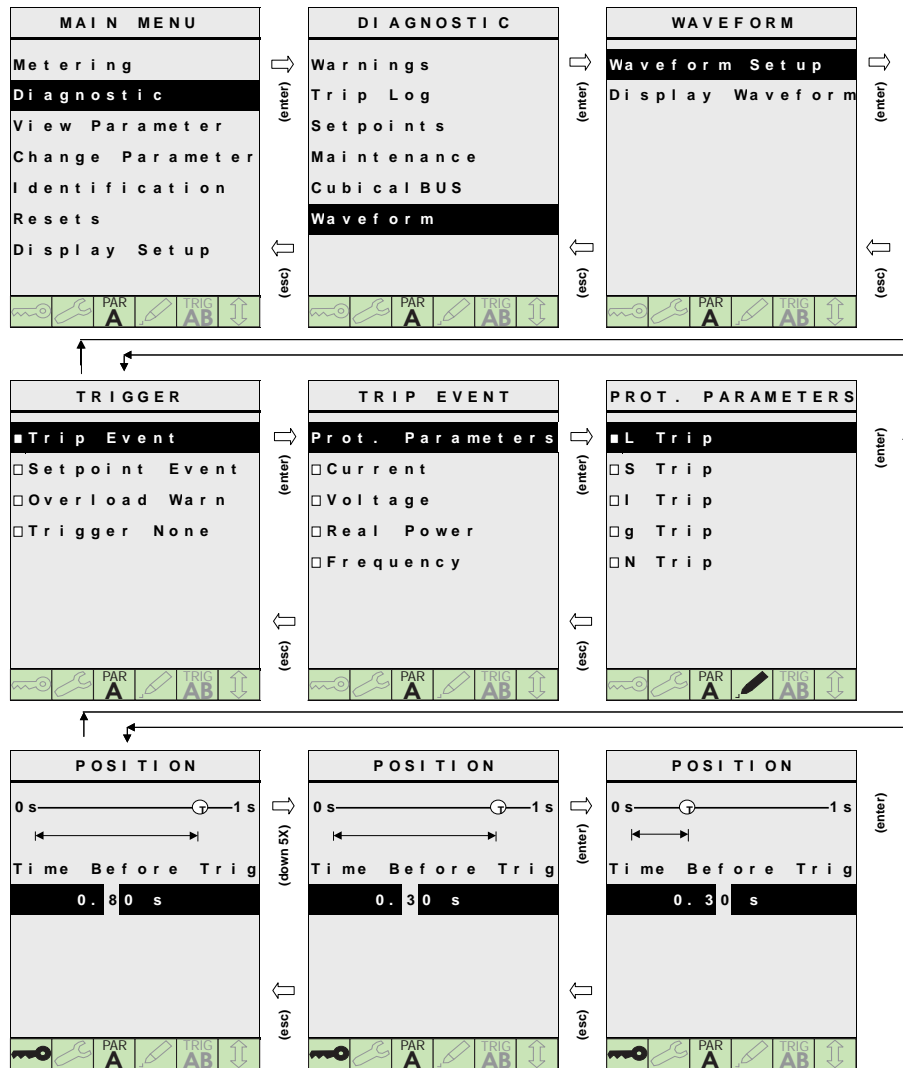 MAIN MENU
Metering
Diagnostic
View Parameter
Change Parameter
Identification
Resets
Display Setup
PAR
A
TRIG
AB
(enter)
(esc)
DIAGNOSTIC
Warnings
Trip Log
Setpoints
Maintenance
CubicalBUS
Waveform
PAR
A
TRIG
AB
(enter)
(esc)
WAVEFORM
Waveform Setup
Display Waveform
PAR
A
TRIG
AB
(enter)
(esc)
TRIGGER
Trip Event
Setpoint Event
Overload Warn
Trigger None
PAR
A
TRIG
AB
(enter)
(esc)
TRIP EVENT
Prot. Parameters
Current
Voltage
Real Power
Frequency
PAR
A
TRIG
AB
(enter)
(esc)
PROT. PARAMETERS
L Trip
S Trip
I Trip
g Trip
N Trip
PAR
A
TRIG
AB
(enter)
POSITION
0 s
T
1 s
Time Before Trig
0.80 s
PAR
A
TRIG
AB
(down 5X)
(esc)
POSITION
0 s
T
1 s
Time Before Trig
0.30 s
PAR
A
TRIG
AB
(enter)
(esc)
POSITION
0 s
T
1 s
Time Before Trig
0.30 s
PAR
A
TRIG
AB
(enter)